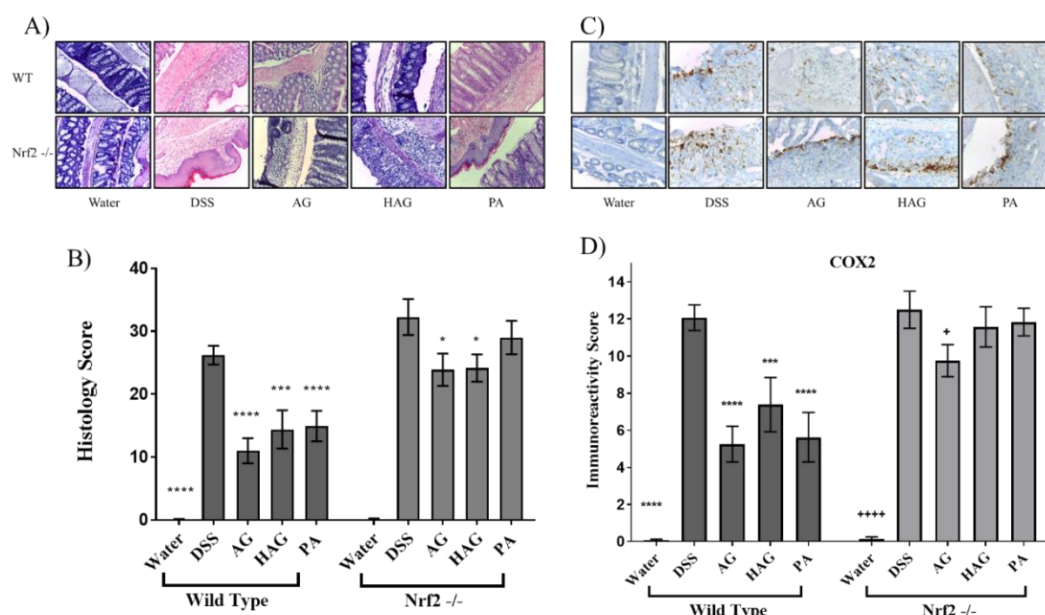 A)
WT
Nrf2 -/-
Water DSS AG HAG PA
C)
Water DSS AG HAG PA
B)
Histology Score
40
30
20
10
0
****
****
***
****
*
*
Water DSS AG HAG PA Water DSS AG HAG PA
Wild Type Nrf2 -/-
D)
COX2
Immunoreactivity Score
14
12
10
8
6
4
2
0
****
****
***
****
++++
+
Water DSS AG HAG PA Water DSS AG HAG PA
Wild Type Nrf2 -/-